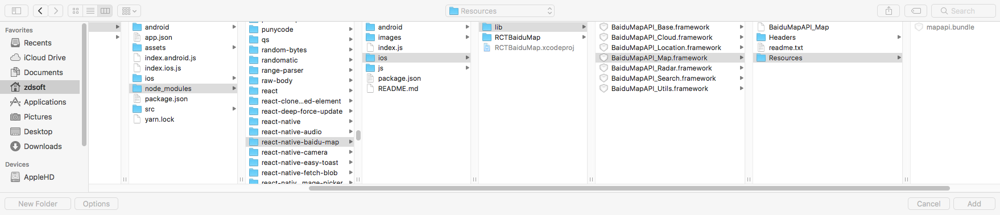 Resources
Search
Favorites
Recents
iCloud Drive
Documents
zdsoft
Applications
Pictures
Desktop
Downloads
Devices
AppleHD
android
app.json
assets
index.android.js
index.ios.js
ios
node_modules
package.json
src
yarn.lock
punycode
qs
random-bytes
randomatic
range-parser
raw-body
react
react-clone...ed-element
react-deep-force-update
react-native
react-native-audio
react-native-baidu-map
react-native-camera
react-native-easy-toast
react-native-fetch-blob
react-nativ...mage-picker
android
images
index.js
ios
js
package.json
README.md
lib
RCTBaiduMap
RCTBaiduMap.xcodeproj
BaiduMapAPI_Base.framework
BaiduMapAPI_Cloud.framework
BaiduMapAPI_Location.framework
BaiduMapAPI_Map.framework
BaiduMapAPI_Radar.framework
BaiduMapAPI_Search.framework
BaiduMapAPI_Utils.framework
BaiduMapAPI_Map
Headers
readme.txt
Resources
mapapi.bundle
New Folder
Options
Cancel
Add